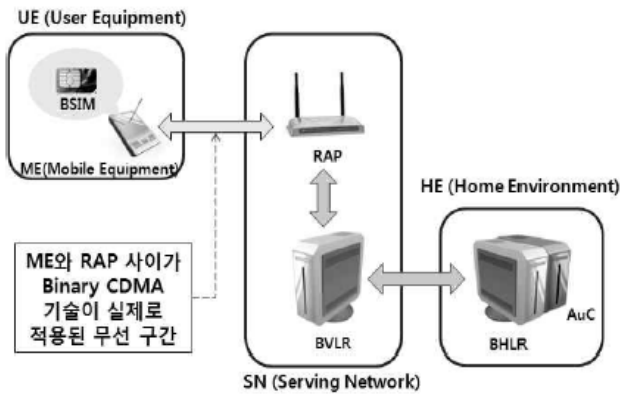 UE (User Equipment)
BSIM
ME(Mobile Equipment)
RAP
HE (Home Environment)
ME와 RAP 사이가
Binary CDMA
기술이 실제로
적용된 무선 구간
BVLR
BHLR
AuC
SN (Serving Network)